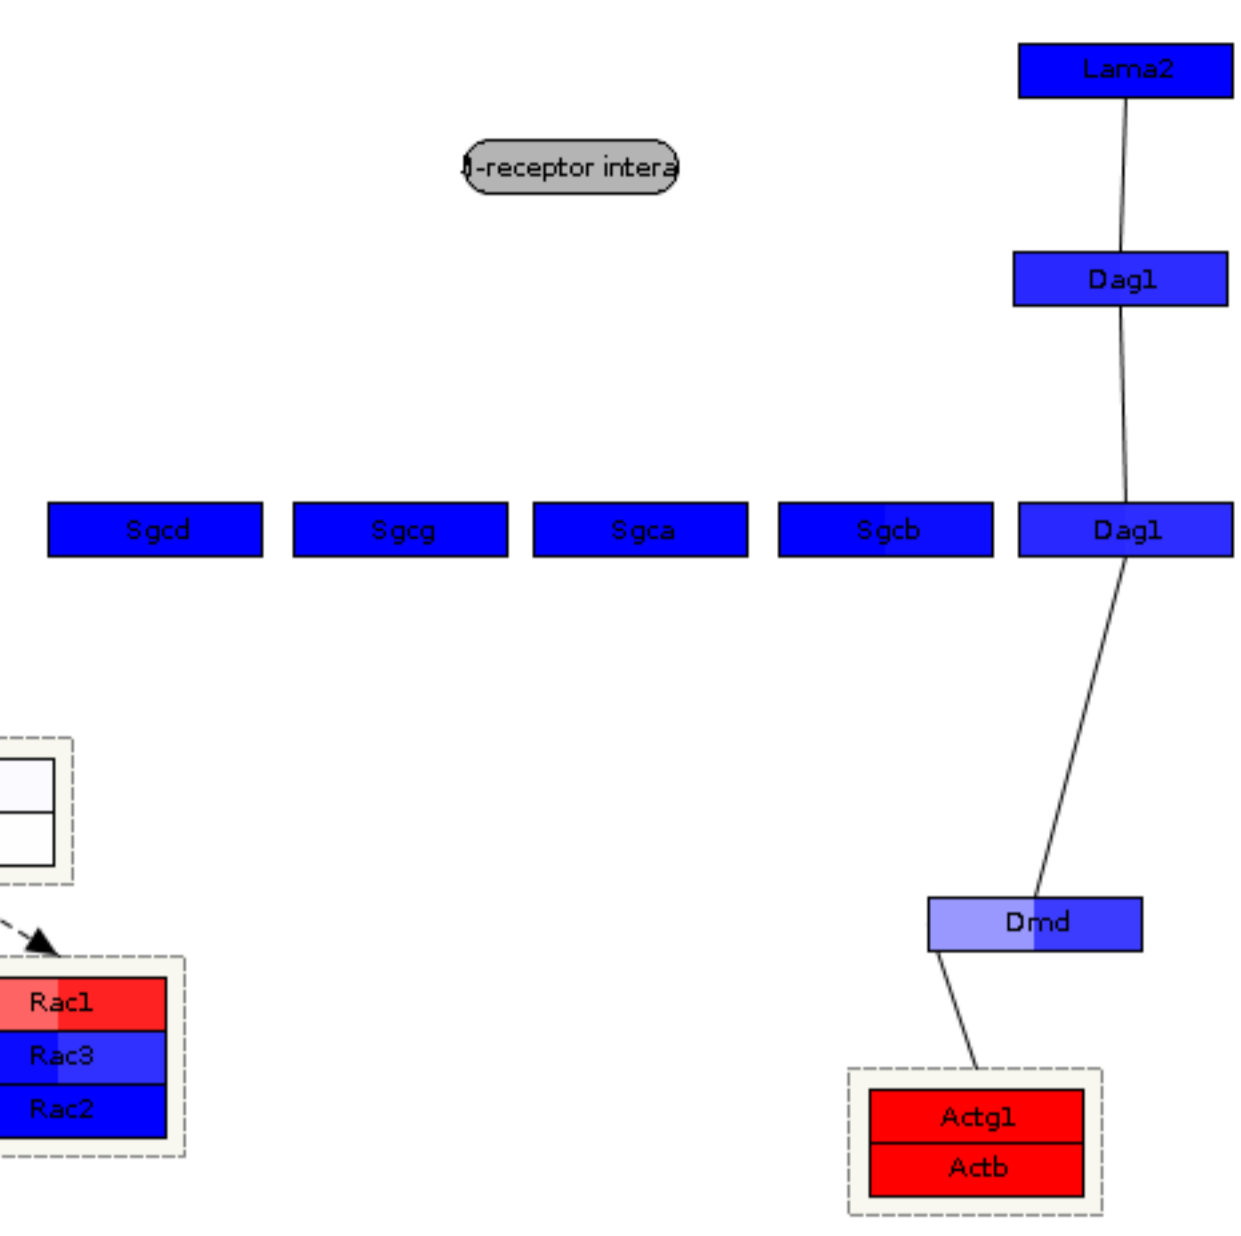 Lama2
-receptor intera
Dag1
Sgcd
Sgcg
Sgca
Sgcb
Dag1
Dmd
Rac1
Rac3
Rac2
Actg1
Actb